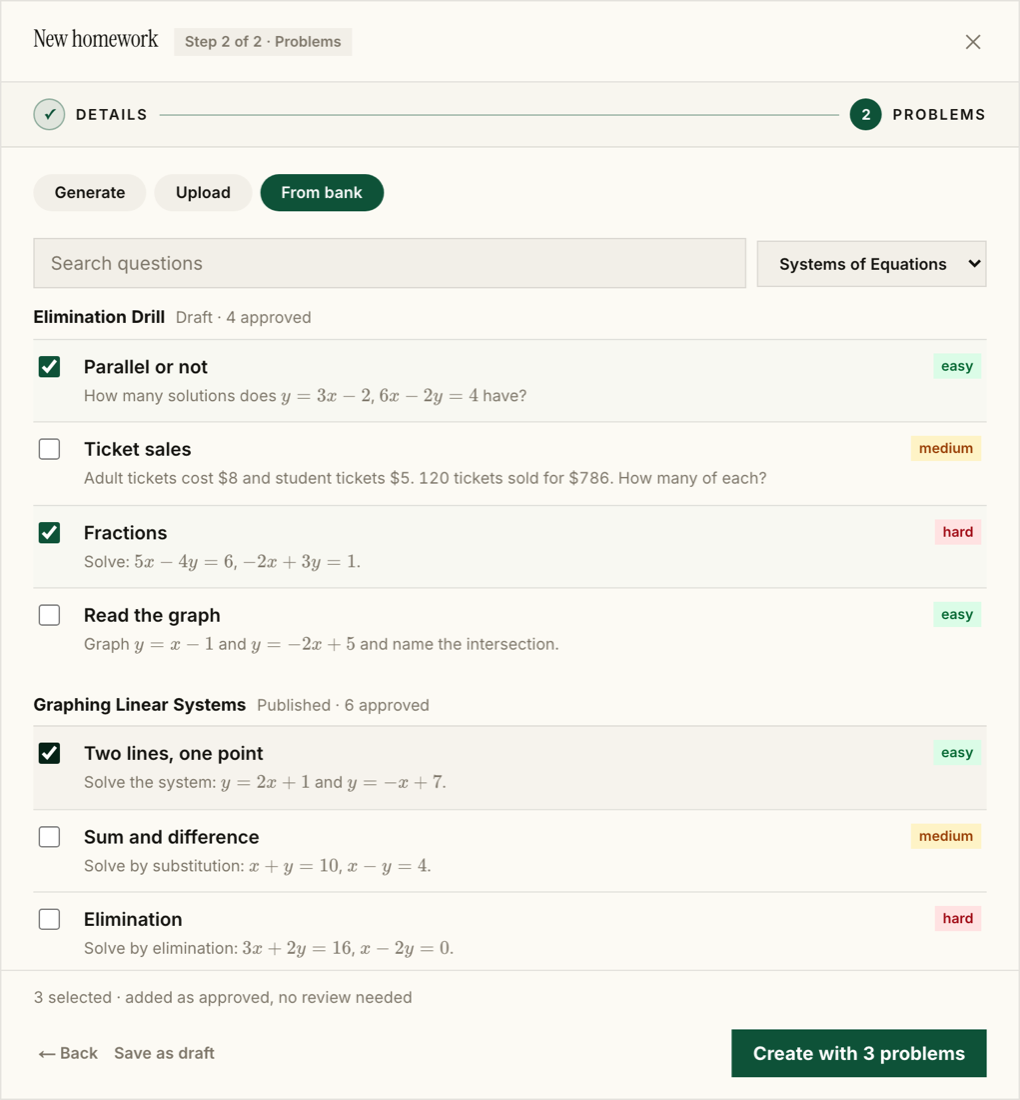 New homework Step 2 of 2 · Problems
✓ DETAILS 2 PROBLEMS
Generate Upload From bank
Search questions Systems of Equations
Elimination Drill Draft · 4 approved
Parallel or not easy
How many solutions does y = 3x − 2, 6x − 2y = 4 have?
Ticket sales medium
Adult tickets cost $8 and student tickets $5. 120 tickets sold for $786. How many of each?
Fractions hard
Solve: 5x − 4y = 6, −2x + 3y = 1.
Read the graph easy
Graph y = x − 1 and y = −2x + 5 and name the intersection.
Graphing Linear Systems Published · 6 approved
Two lines, one point easy
Solve the system: y = 2x + 1 and y = −x + 7.
Sum and difference medium
Solve by substitution: x + y = 10, x − y = 4.
Elimination hard
Solve by elimination: 3x + 2y = 16, x − 2y = 0.
3 selected · added as approved, no review needed
← Back Save as draft Create with 3 problems